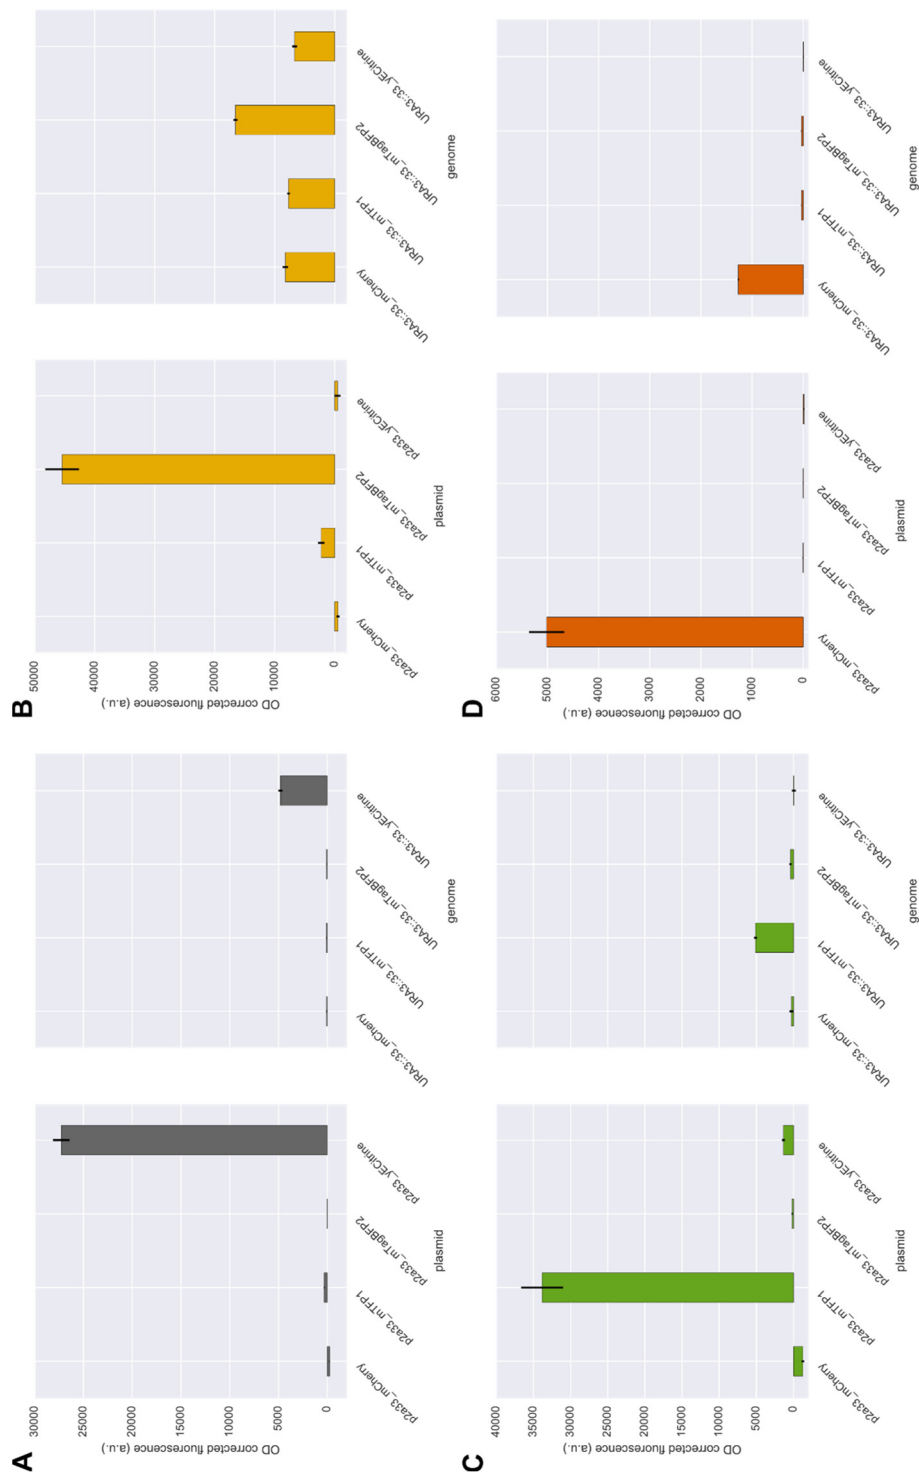 A
OD corrected fluorescence (a.u.)
30000
25000
20000
15000
10000
5000
0
p2a33_mCherry
p2a33_mTFP1
p2a33_mTagBFP2
p2a33_yECitrine
plasmid
URA3::33_mCherry
URA3::33_mTFP1
URA3::33_mTagBFP2
URA3::33_yECitrine
genome
B
OD corrected fluorescence (a.u.)
50000
40000
30000
20000
10000
0
p2a33_mCherry
p2a33_mTFP1
p2a33_mTagBFP2
p2a33_yECitrine
plasmid
URA3::33_mCherry
URA3::33_mTFP1
URA3::33_mTagBFP2
URA3::33_yECitrine
genome
C
OD corrected fluorescence (a.u.)
40000
35000
30000
25000
20000
15000
10000
5000
0
p2a33_mCherry
p2a33_mTFP1
p2a33_mTagBFP2
p2a33_yECitrine
plasmid
URA3::33_mCherry
URA3::33_mTFP1
URA3::33_mTagBFP2
URA3::33_yECitrine
genome
D
OD corrected fluorescence (a.u.)
6000
5000
4000
3000
2000
1000
0
p2a33_mCherry
p2a33_mTFP1
p2a33_mTagBFP2
p2a33_yECitrine
plasmid
URA3::33_mCherry
URA3::33_mTFP1
URA3::33_mTagBFP2
URA3::33_yECitrine
genome